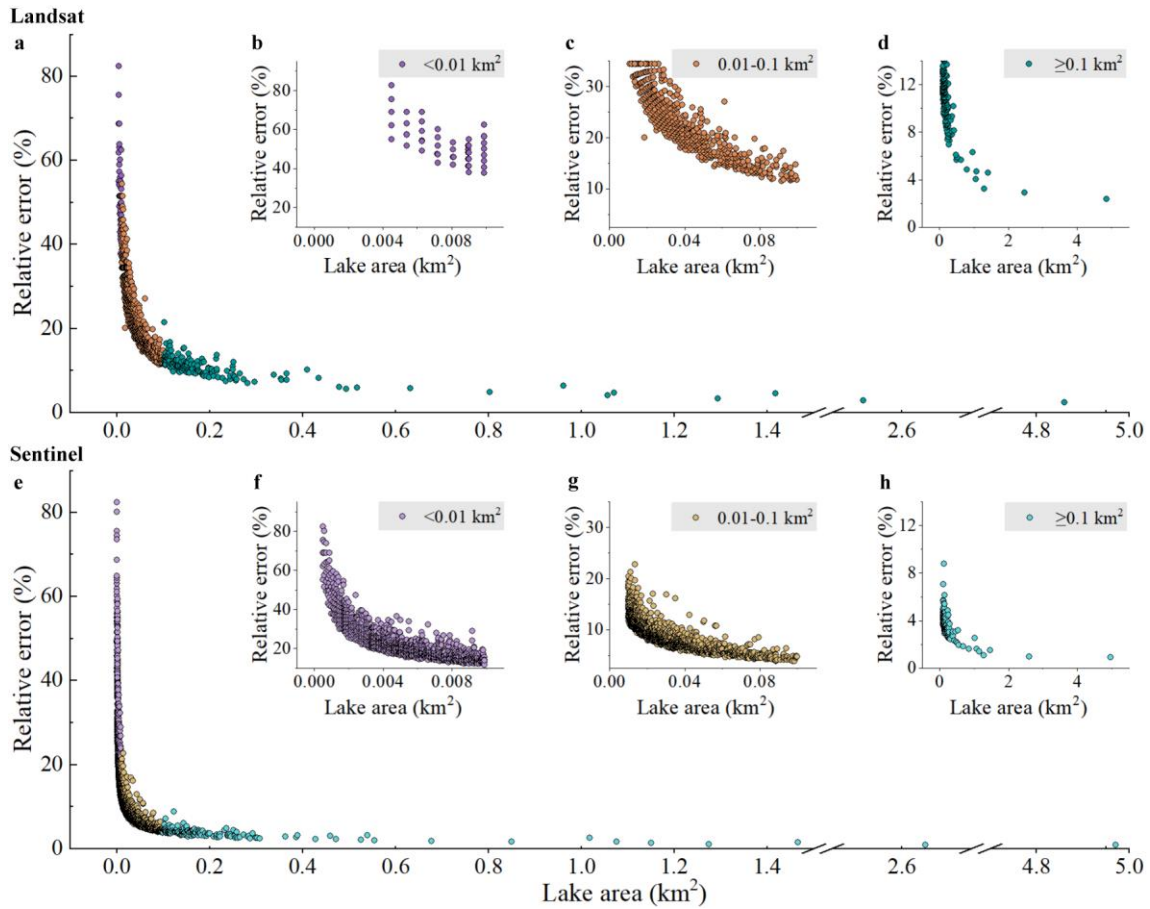 Landsat
a
b
<0.01 km²
c
0.01-0.1 km²
d
≥0.1 km²
80
60
40
20
0
Relative error (%)
80
60
40
20
Relative error (%)
0.000 0.004 0.008
Lake area (km²)
30
20
10
Relative error (%)
0.00 0.04 0.08
Lake area (km²)
12
8
4
0
Relative error (%)
0 2 4
Lake area (km²)
0.0 0.2 0.4 0.6 0.8 1.0 1.2 1.4 2.6 4.8 5.0
Sentinel
e
f
<0.01 km²
g
0.01-0.1 km²
h
≥0.1 km²
80
60
40
20
0
Relative error (%)
80
60
40
20
Relative error (%)
0.000 0.004 0.008
Lake area (km²)
30
20
10
Relative error (%)
0.00 0.04 0.08
Lake area (km²)
12
8
4
0
Relative error (%)
0 2 4
Lake area (km²)
0.0 0.2 0.4 0.6 0.8 1.0 1.2 1.4 2.6 4.8 5.0
Lake area (km²)